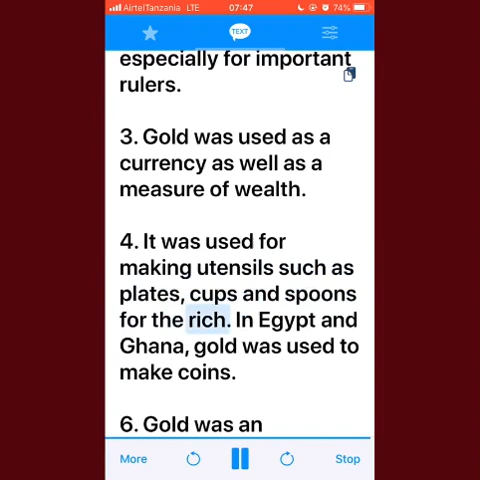 AirtelTanzania LTE 07:47 74%
TEXT
especially for important
rulers.
3. Gold was used as a
currency as well as a
measure of wealth.
4. It was used for
making utensils such as
plates, cups and spoons
for the rich. In Egypt and
Ghana, gold was used to
make coins.
6. Gold was an
More Stop